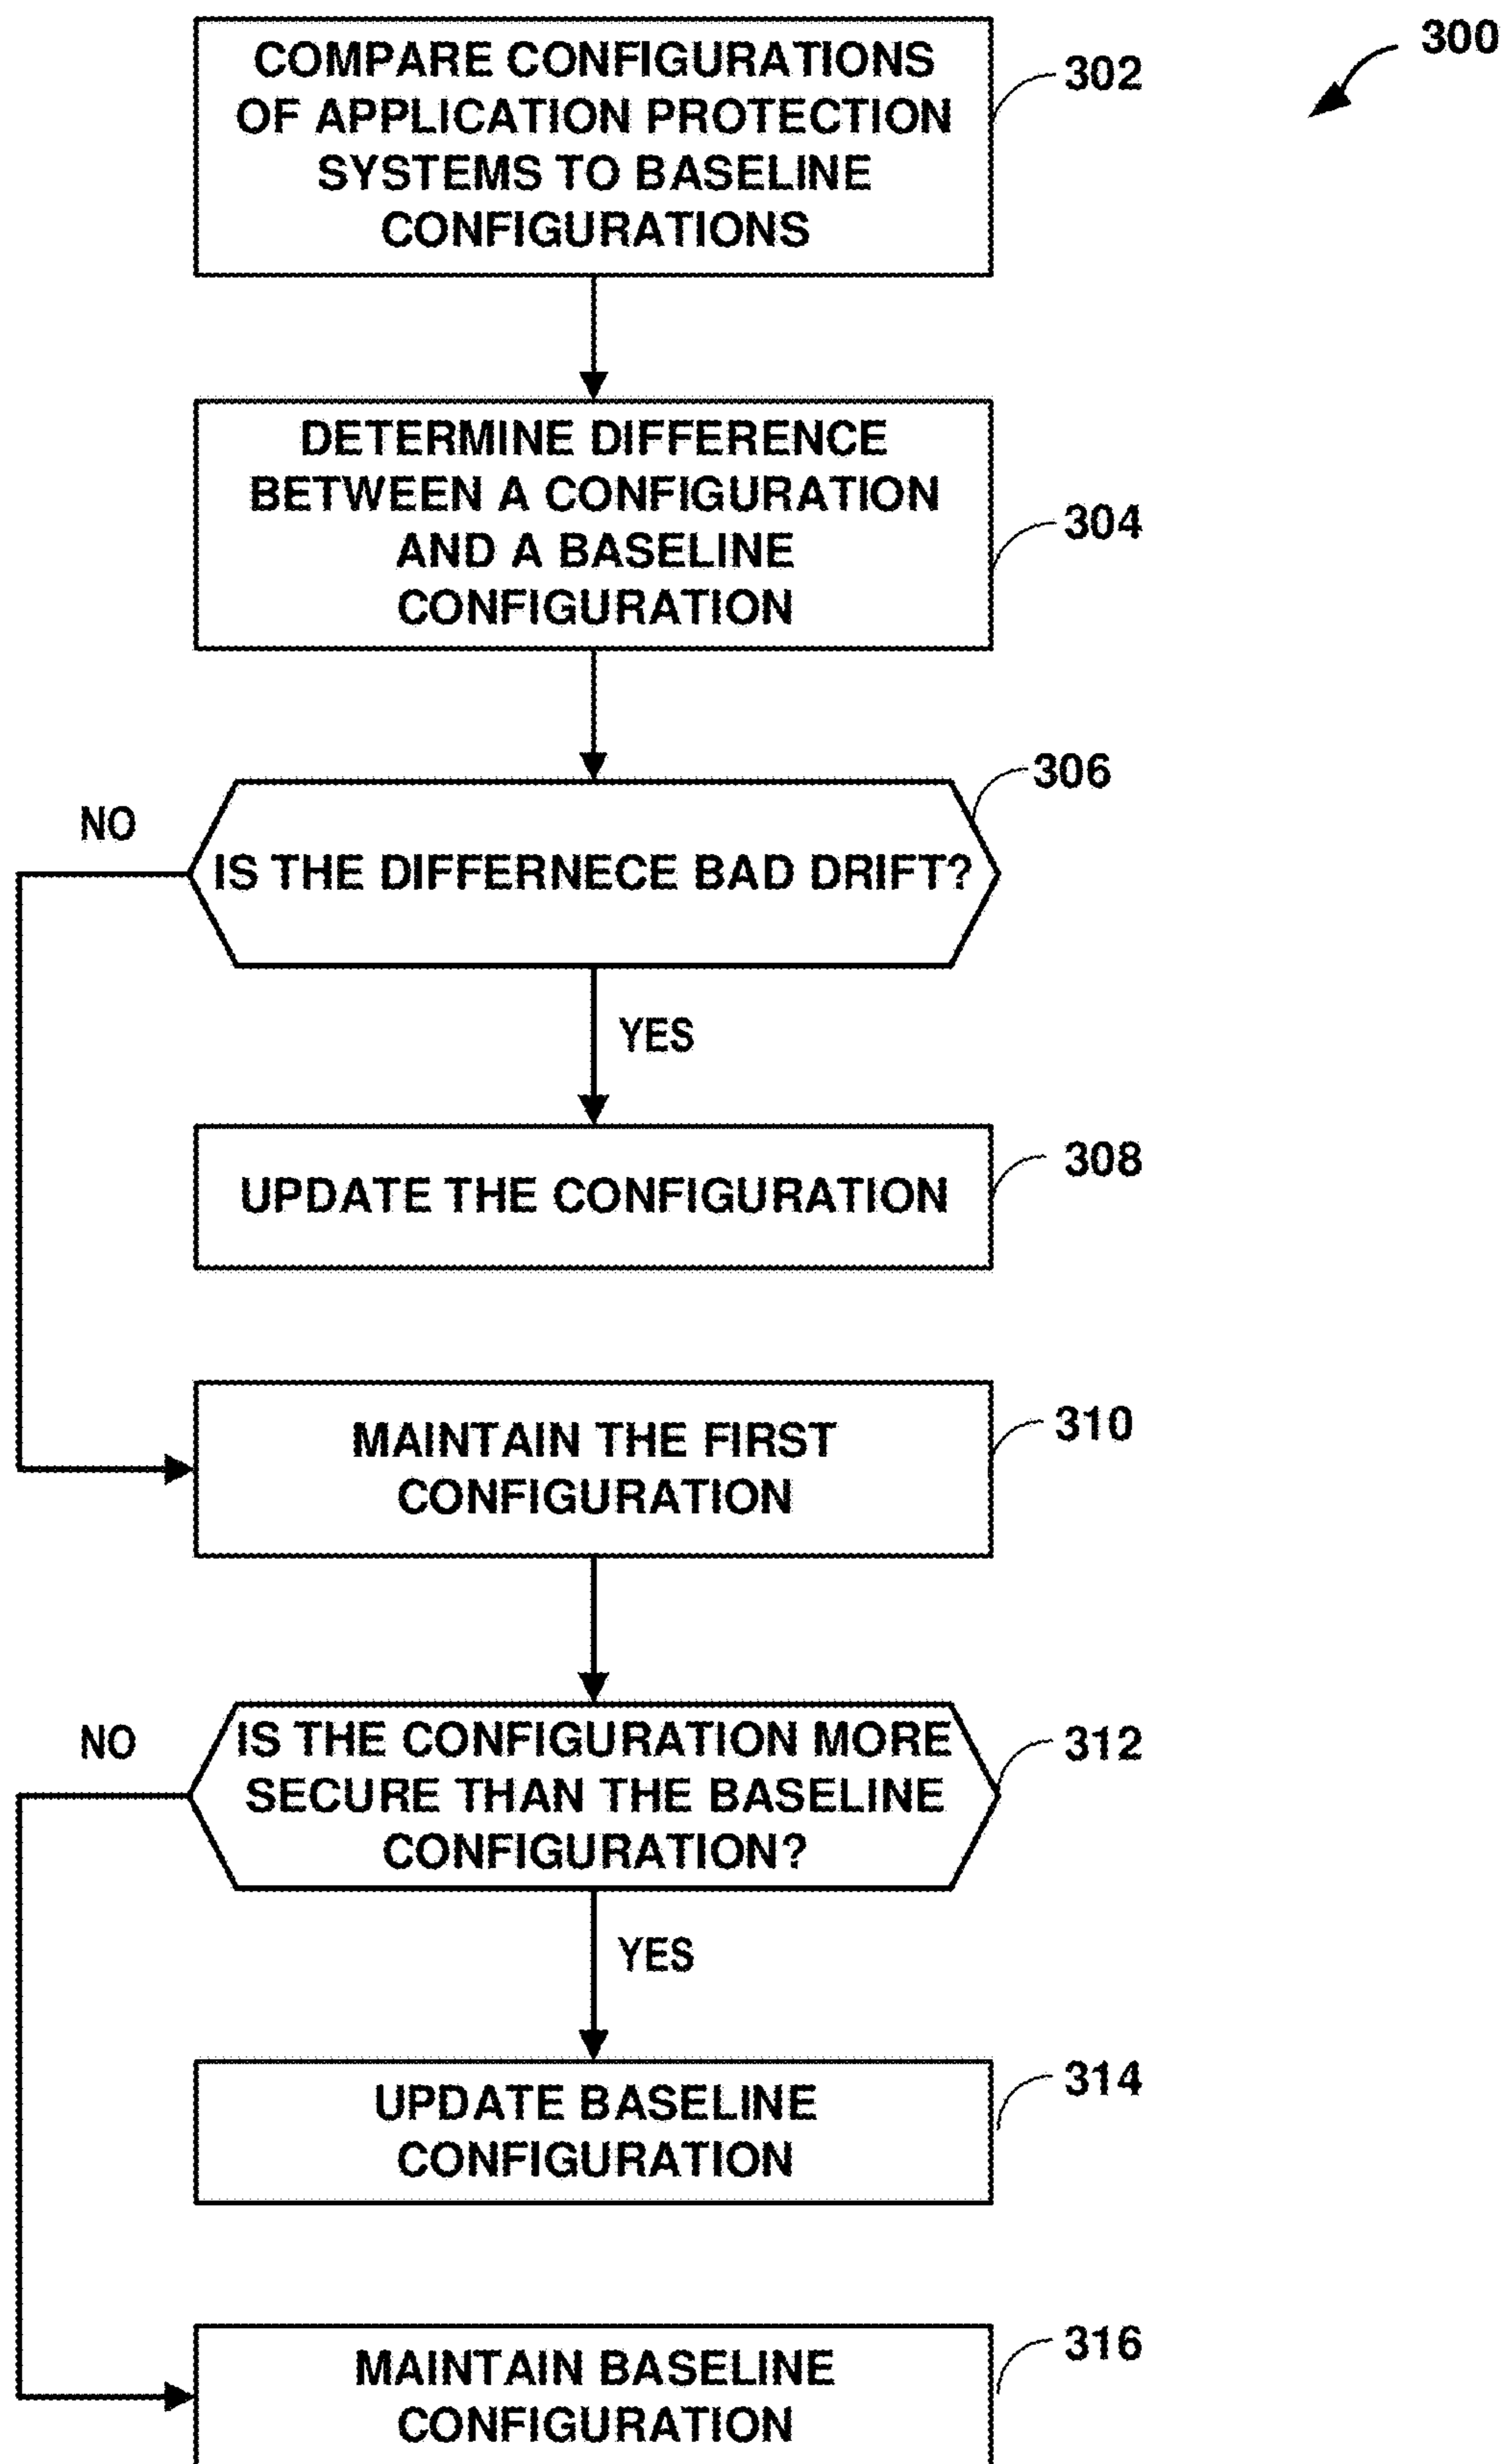 300
COMPARE CONFIGURATIONS
OF APPLICATION PROTECTION
SYSTEMS TO BASELINE
CONFIGURATIONS
302
DETERMINE DIFFERENCE
BETWEEN A CONFIGURATION
AND A BASELINE
CONFIGURATION
304
306
NO
IS THE DIFFERNECE BAD DRIFT?
YES
UPDATE THE CONFIGURATION
308
MAINTAIN THE FIRST
CONFIGURATION
310
NO
IS THE CONFIGURATION MORE
SECURE THAN THE BASELINE
CONFIGURATION?
312
YES
UPDATE BASELINE
CONFIGURATION
314
MAINTAIN BASELINE
CONFIGURATION
316